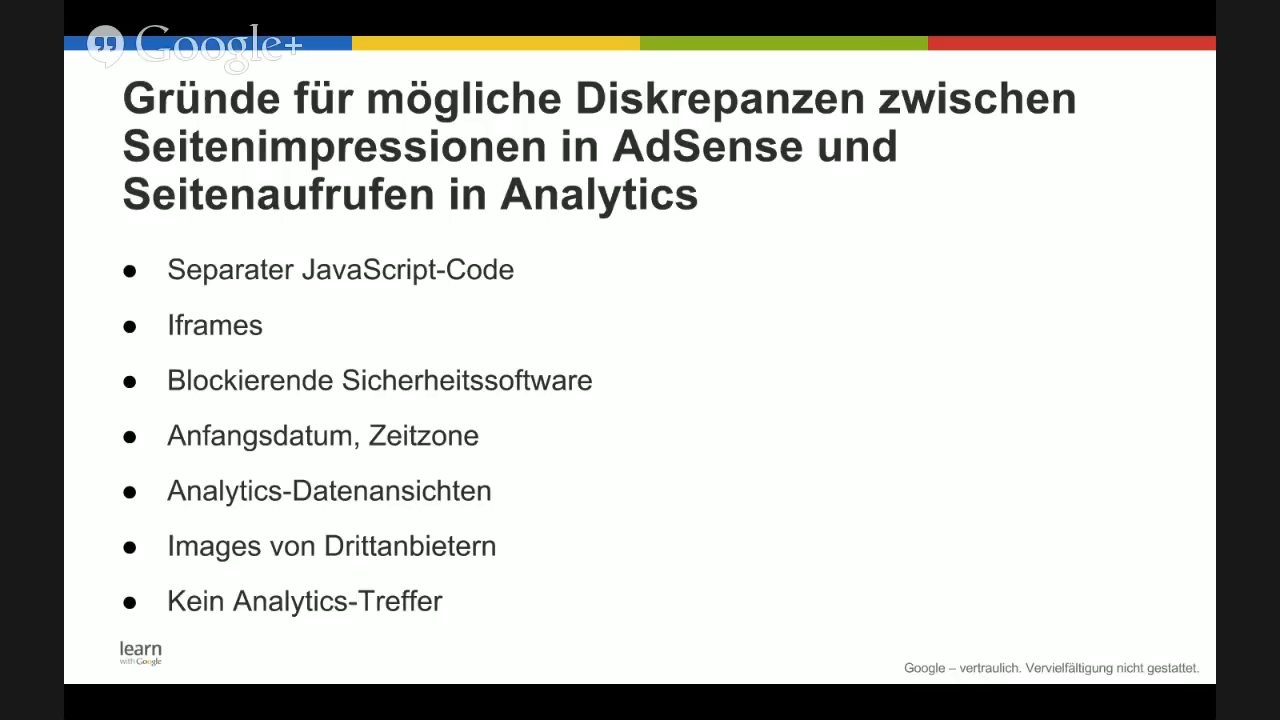 Google+
Gründe für mögliche Diskrepanzen zwischen
Seitenimpressionen in AdSense und
Seitenaufrufen in Analytics
● Separater JavaScript-Code
● Iframes
● Blockierende Sicherheitssoftware
● Anfangsdatum, Zeitzone
● Analytics-Datenansichten
● Images von Drittanbietern
● Kein Analytics-Treffer
learn
with Google
Google – vertraulich. Vervielfältigung nicht gestattet.